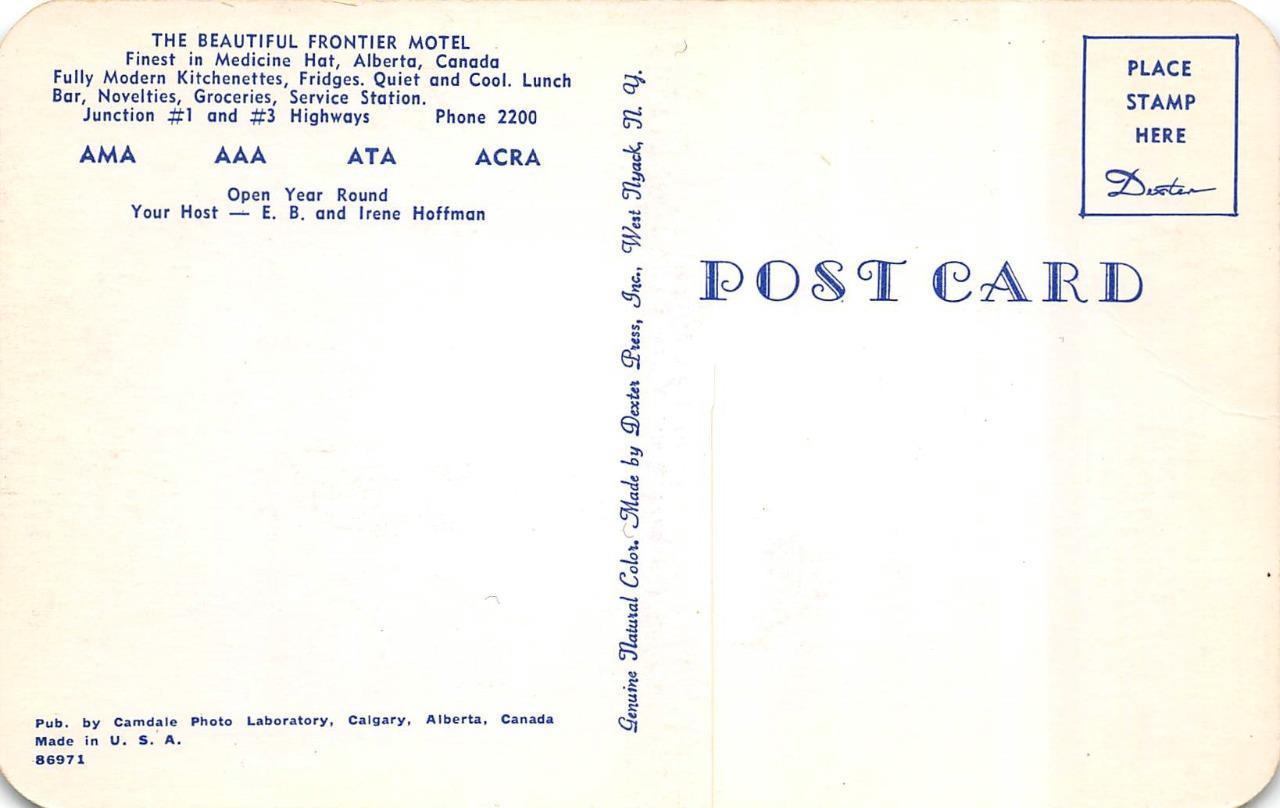 THE BEAUTIFUL FRONTIER MOTEL
Finest in Medicine Hat, Alberta, Canada
Fully Modern Kitchenettes, Fridges. Quiet and Cool. Lunch
Bar, Novelties, Groceries, Service Station.
Junction #1 and #3 Highways Phone 2200
AMA AAA ATA ACRA
Open Year Round
Your Host — E. B. and Irene Hoffman
Pub. by Camdale Photo Laboratory, Calgary, Alberta, Canada
Made in U. S. A.
86971
Genuine Natural Color. Made by Dexter Press, Inc., West Nyack, N. Y.
PLACE
STAMP
HERE
Dexter
POST CARD